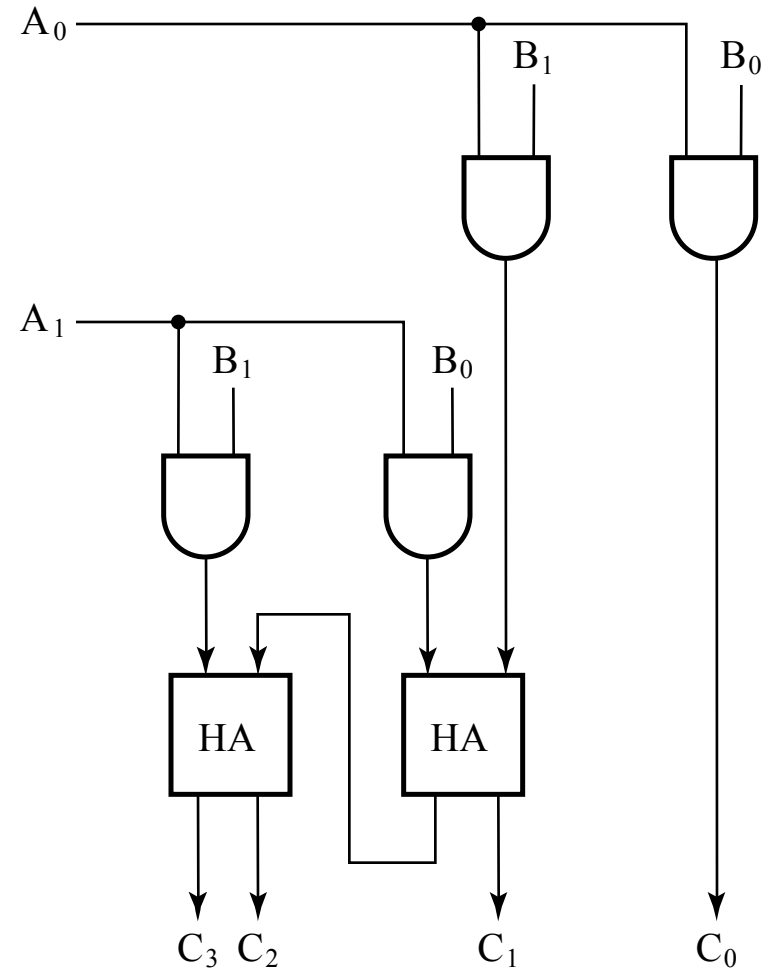 A₀
B₁ B₀
A₁
B₁ B₀
HA HA
C₃ C₂ C₁ C₀